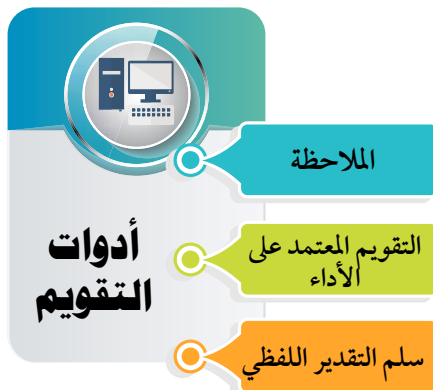 أدوات
التقويم
الملاحظة
التقويم المعتمد على
الأداء
سلم التقدير اللفظي